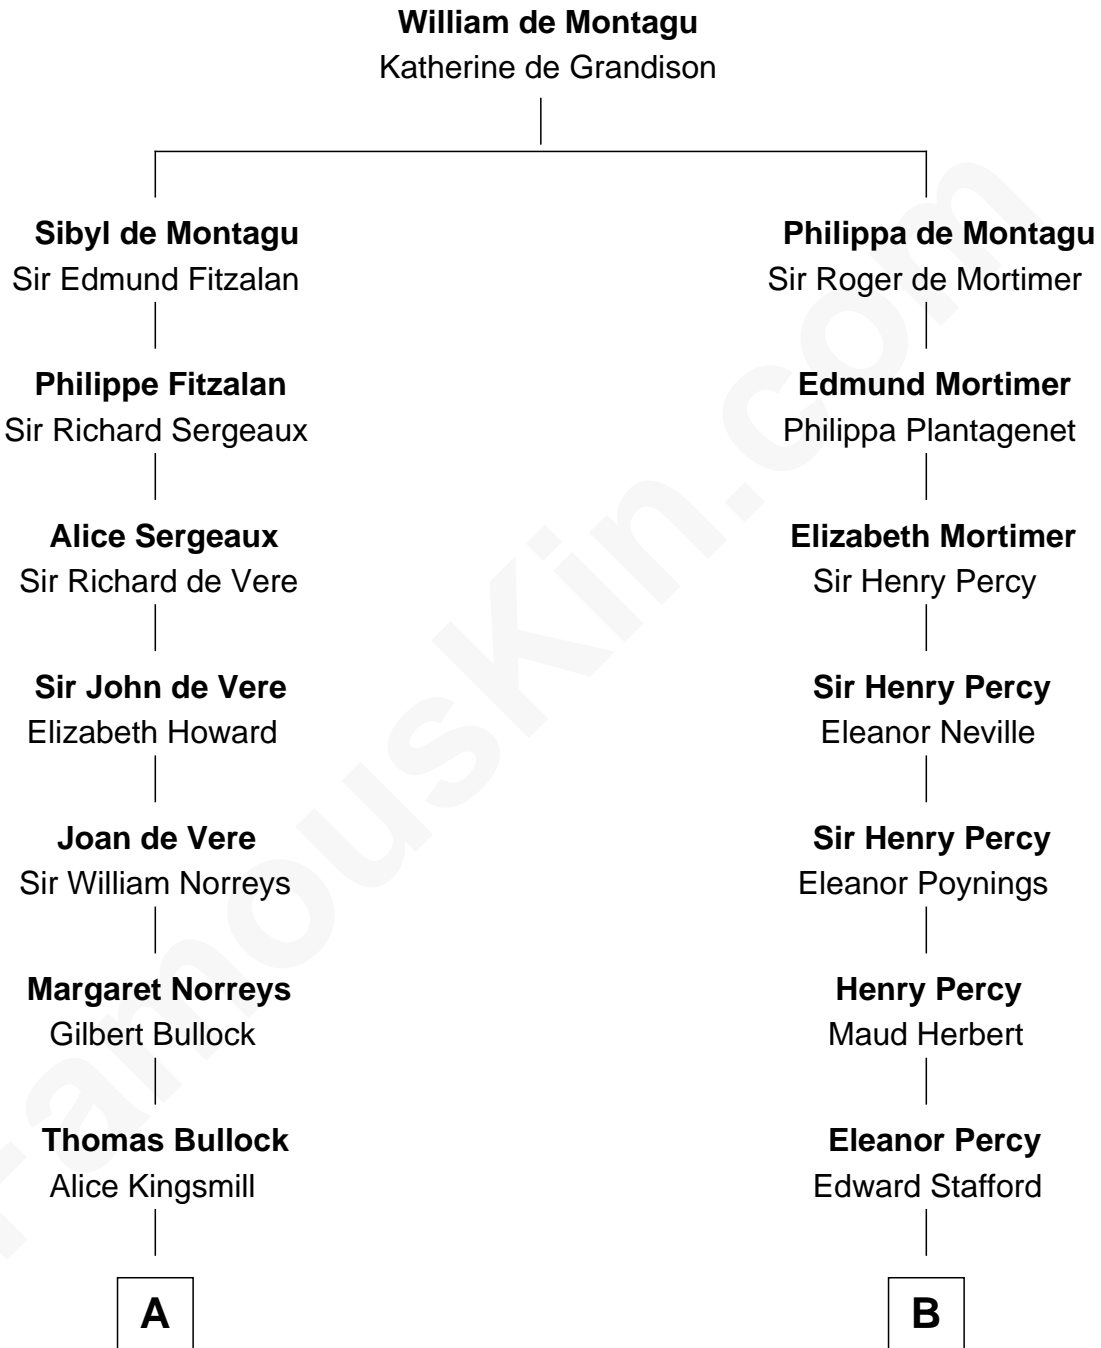 William de Montagu
Katherine de Grandison
Sibyl de Montagu
Sir Edmund Fitzalan
Philippa de Montagu
Sir Roger de Mortimer
Philippe Fitzalan
Sir Richard Sergeaux
Edmund Mortimer
Philippa Plantagenet
Alice Sergeaux
Sir Richard de Vere
Elizabeth Mortimer
Sir Henry Percy
Sir John de Vere
Elizabeth Howard
Sir Henry Percy
Eleanor Neville
Joan de Vere
Sir William Norreys
Sir Henry Percy
Eleanor Poynings
Margaret Norreys
Gilbert Bullock
Henry Percy
Maud Herbert
Thomas Bullock
Alice Kingsmill
Eleanor Percy
Edward Stafford
A
B
FamousKin.com